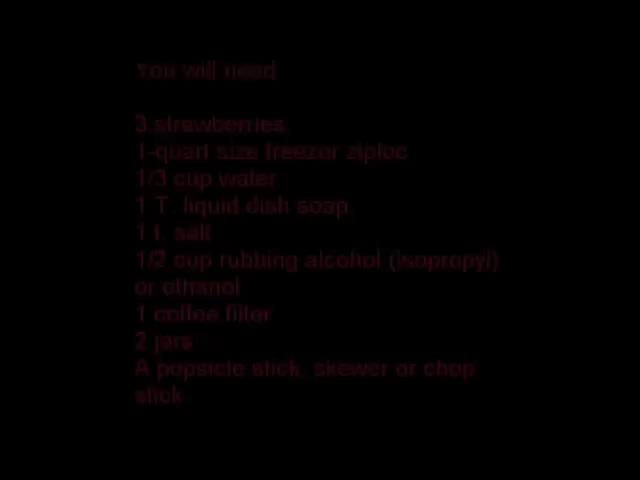 You will need
3 strawberries
1-quart size freezer ziploc
1/3 cup water
1 T. liquid dish soap
1 t. salt
1/2 cup rubbing alcohol (isopropyl)
or ethanol
1 coffee filter
2 jars
A popsicle stick, skewer or chop
stick